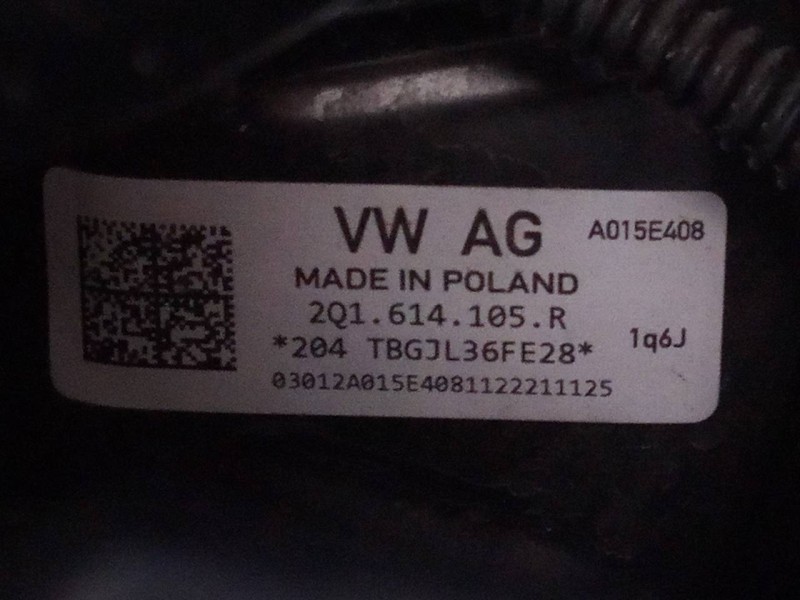 VW AG A015E408
MADE IN POLAND
2Q1.614.105.R
*204 TBGJL36FE28* 1q6J
03012A015E4081122211125